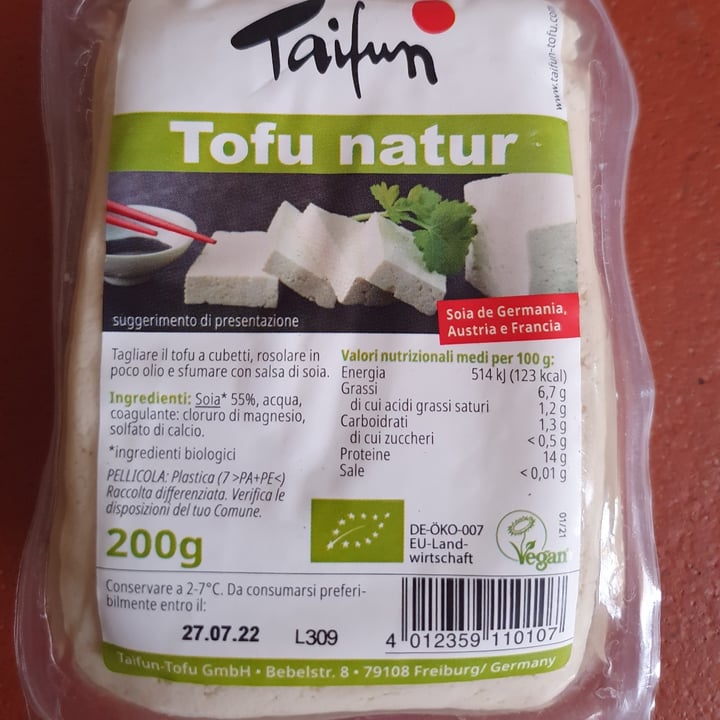 Taifun
www.taifun-tofu.com
Tofu natur
suggerimento di presentazione
Soia de Germania,
Austria e Francia
Tagliare il tofu a cubetti, rosolare in
poco olio e sfumare con salsa di soia.
Ingredienti: Soia* 55%, acqua,
coagulante: cloruro di magnesio,
solfato di calcio.
*ingredienti biologici
PELLICOLA: Plastica (7 >PA+PE<)
Raccolta differenziata. Verifica le
disposizioni del tuo Comune.
200g
Valori nutrizionali medi per 100 g:
Energia 514 kJ (123 kcal)
Grassi 6,7 g
di cui acidi grassi saturi 1,2 g
Carboidrati 1,3 g
di cui zuccheri < 0,5 g
Proteine 14 g
Sale < 0,01 g
DE-ÖKO-007
EU-Land-
wirtschaft
Vegan
01/21
Conservare a 2-7°C. Da consumarsi preferi-
bilmente entro il:
27.07.22 L309
4 012359 110107
Taifun-Tofu GmbH • Bebelstr. 8 • 79108 Freiburg/ Germany